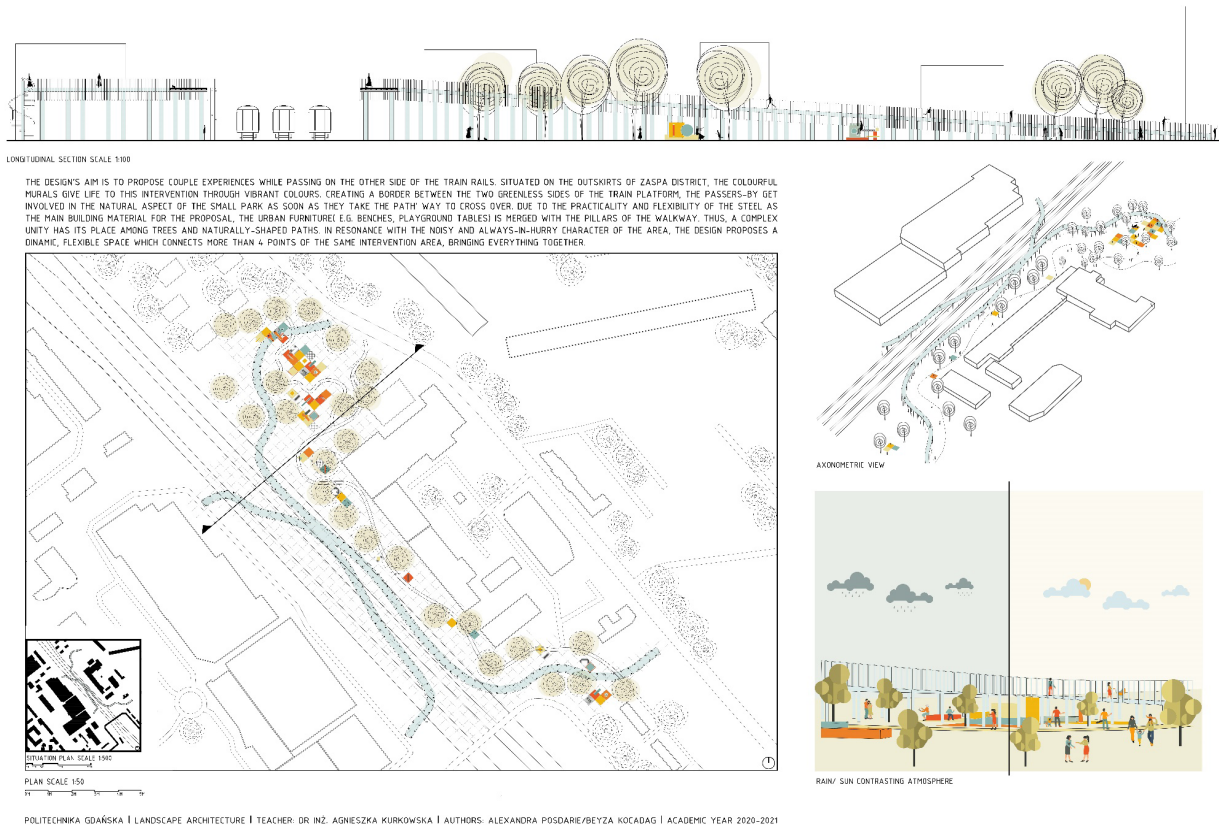 LONGITUDINAL SECTION SCALE 1:100
THE DESIGN'S AIM IS TO PROPOSE COUPLE EXPERIENCES WHILE PASSING ON THE OTHER SIDE OF THE TRAIN RAILS. SITUATED ON THE OUTSKIRTS OF ZASPA DISTRICT, THE COLOURFUL
MURALS GIVE LIFE TO THIS INTERVENTION THROUGH VIBRANT COLOURS. CREATING A BORDER BETWEEN THE TWO GREENLESS SIDES OF THE TRAIN PLATFORM, THE PASSERS-BY GET
INVOLVED IN THE NATURAL ASPECT OF THE SMALL PARK AS SOON AS THEY TAKE THE PATH' WAY TO CROSS OVER. DUE TO THE PRACTICALITY AND FLEXIBILITY OF THE STEEL AS
THE MAIN BUILDING MATERIAL FOR THE PROPOSAL, THE URBAN FURNITURE( E.G. BENCHES, PLAYGROUND TABLES) IS MERGED WITH THE PILLARS OF THE WALKWAY. THUS, A COMPLEX
UNITY HAS ITS PLACE AMONG TREES AND NATURALLY-SHAPED PATHS. IN RESONANCE WITH THE NOISY AND ALWAYS-IN-HURRY CHARACTER OF THE AREA, THE DESIGN PROPOSES A
DINAMIC, FLEXIBLE SPACE WHICH CONNECTS MORE THAN 4 POINTS OF THE SAME INTERVENTION AREA, BRINGING EVERYTHING TOGETHER.
AXONOMETRIC VIEW
SITUATION PLAN SCALE 1:500
PLAN SCALE 1:50
RAIN/ SUN CONTRASTING ATMOSPHERE
POLITECHNIKA GDAŃSKA | LANDSCAPE ARCHITECTURE | TEACHER: DR INŻ. AGNIESZKA KURKOWSKA | AUTHORS: ALEXANDRA POSDARIE/BEYZA KOCADAG | ACADEMIC YEAR 2020-2021